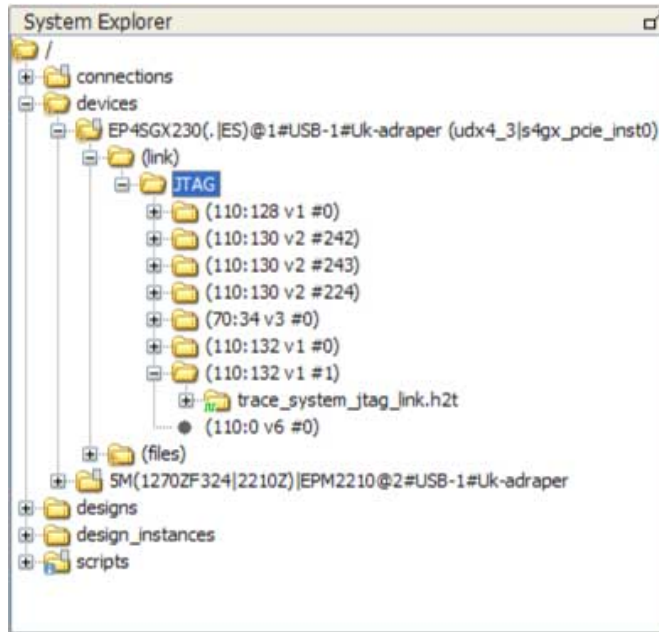 System Explorer
/
connections
devices
EP4SGX230(.|ES)@1#USB-1#Uk-adraper (udx4_3|s4gx_pcie_inst0)
(link)
JTAG
(110:128 v1 #0)
(110:130 v2 #242)
(110:130 v2 #243)
(110:130 v2 #224)
(70:34 v3 #0)
(110:132 v1 #0)
(110:132 v1 #1)
trace_system_jtag_link.h2t
(110:0 v6 #0)
(files)
5M(1270ZF324|2210Z)|EPM2210@2#USB-1#Uk-adraper
designs
design_instances
scripts